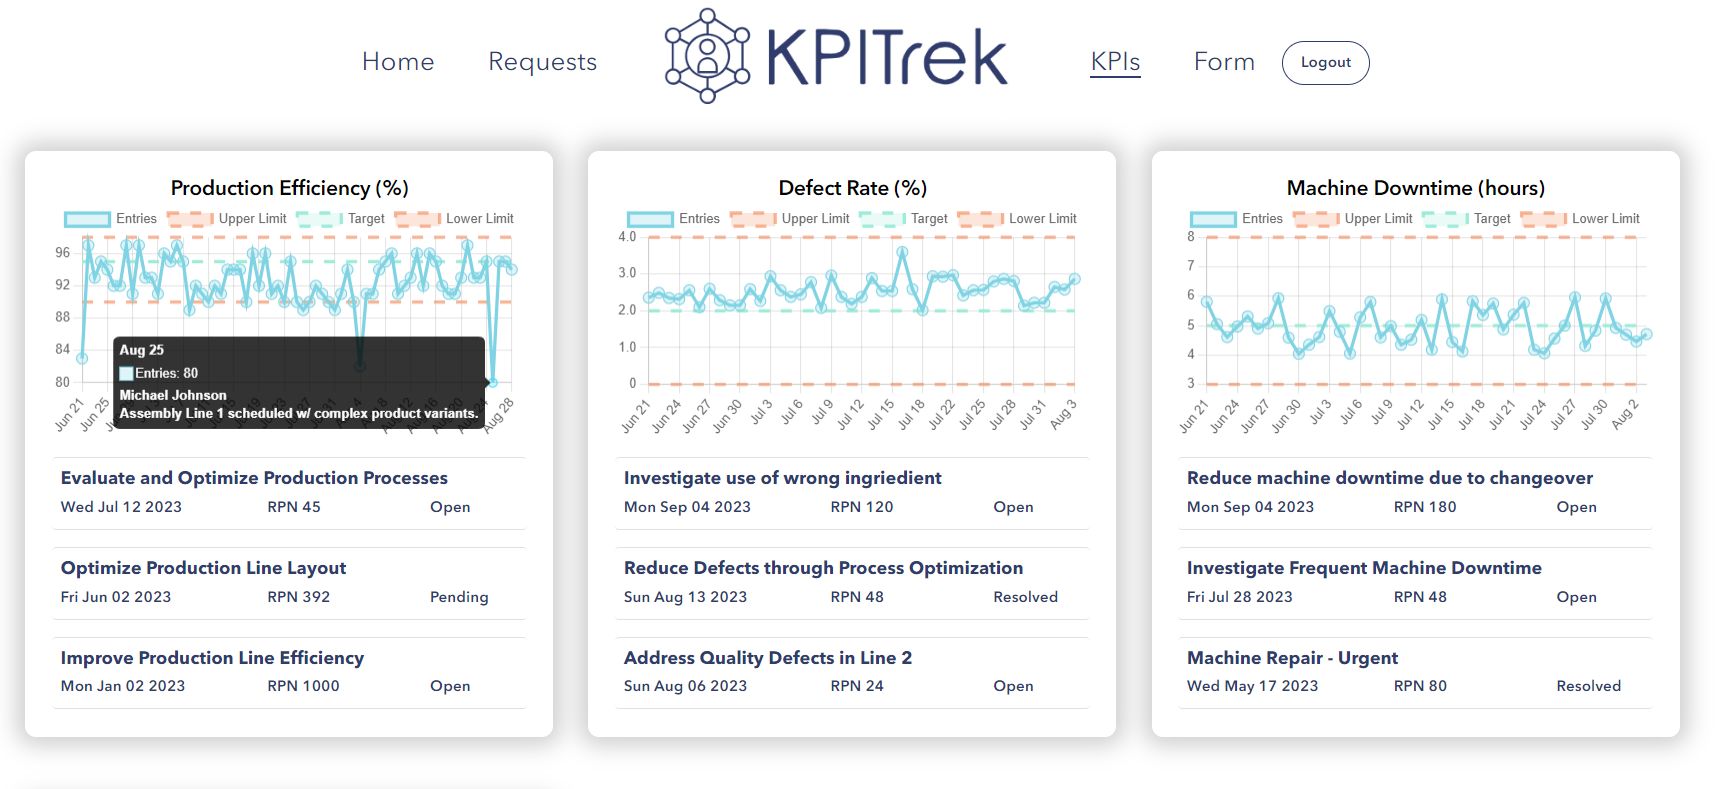 Home Requests KPITrek KPIs Form Logout
Production Efficiency (%)
Entries Upper Limit Target Lower Limit
96
92
88
84
80
Aug 25
Entries: 80
Michael Johnson
Assembly Line 1 scheduled w/ complex product variants.
Jun 21 Jun 25 Aug 28
Evaluate and Optimize Production Processes
Wed Jul 12 2023 RPN 45 Open
Optimize Production Line Layout
Fri Jun 02 2023 RPN 392 Pending
Improve Production Line Efficiency
Mon Jan 02 2023 RPN 1000 Open
Defect Rate (%)
Entries Upper Limit Target Lower Limit
4.0
3.0
2.0
1.0
0
Jun 21 Jun 24 Jun 27 Jun 30 Jul 3 Jul 6 Jul 9 Jul 12 Jul 15 Jul 18 Jul 22 Jul 25 Jul 28 Jul 31 Aug 3
Investigate use of wrong ingriedient
Mon Sep 04 2023 RPN 120 Open
Reduce Defects through Process Optimization
Sun Aug 13 2023 RPN 48 Resolved
Address Quality Defects in Line 2
Sun Aug 06 2023 RPN 24 Open
Machine Downtime (hours)
Entries Upper Limit Target Lower Limit
8
7
6
5
4
3
Jun 21 Jun 24 Jun 27 Jun 30 Jul 3 Jul 6 Jul 9 Jul 12 Jul 15 Jul 18 Jul 21 Jul 24 Jul 27 Jul 30 Aug 2
Reduce machine downtime due to changeover
Mon Sep 04 2023 RPN 180 Open
Investigate Frequent Machine Downtime
Fri Jul 28 2023 RPN 48 Open
Machine Repair - Urgent
Wed May 17 2023 RPN 80 Resolved